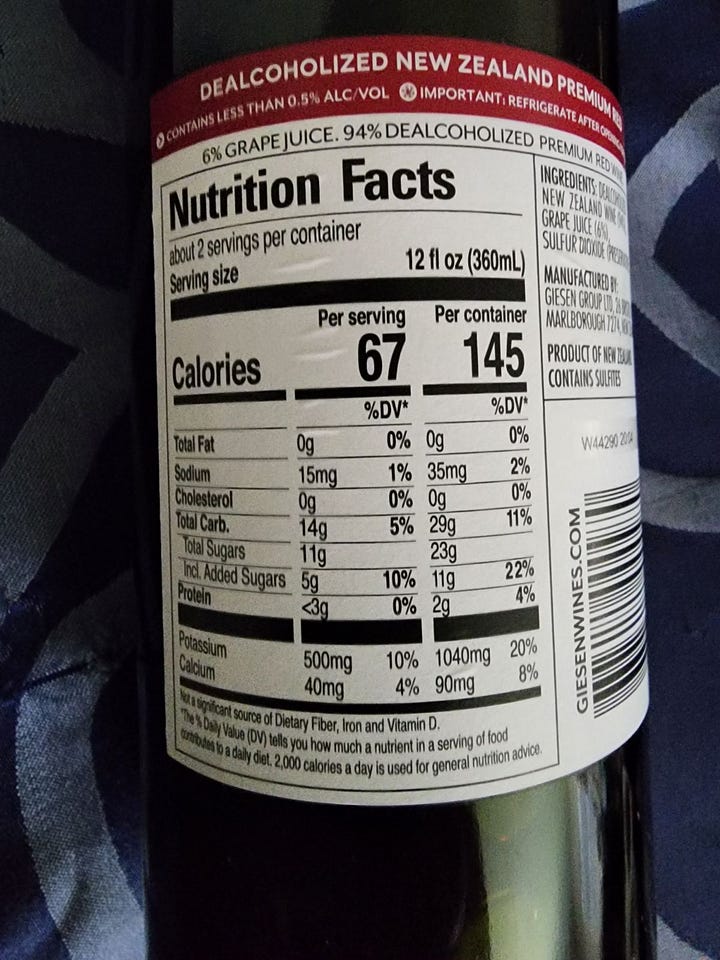 DEALCOHOLIZED NEW ZEALAND PREMIUM
CONTAINS LESS THAN 0.5% ALC/VOL IMPORTANT: REFRIGERATE AFTER
6% GRAPE JUICE. 94% DEALCOHOLIZED PREMIUM RED
Nutrition Facts
about 2 servings per container
Serving size 12 fl oz (360mL)
Per serving Per container
Calories 67 145
%DV* %DV*
Total Fat 0g 0% 0g 0%
Sodium 15mg 1% 35mg 2%
Cholesterol 0g 0% 0g 0%
Total Carb. 14g 5% 29g 11%
Total Sugars 11g 23g
Incl. Added Sugars 5g 10% 11g 22%
Protein <3g 0% 2g 4%
Potassium 500mg 10% 1040mg 20%
Calcium 40mg 4% 90mg 8%
Not a significant source of Dietary Fiber, Iron and Vitamin D.
*The % Daily Value (DV) tells you how much a nutrient in a serving of food
contributes to a daily diet. 2,000 calories a day is used for general nutrition advice.
INGREDIENTS:
NEW ZEALAND WINE
GRAPE JUICE (6%)
SULFUR DIOXIDE
MANUFACTURED BY:
GIESEN GROUP LTD, 26
MARLBOROUGH 7274,
PRODUCT OF NEW
CONTAINS SULFITES
W44290
GIESENWINES.COM